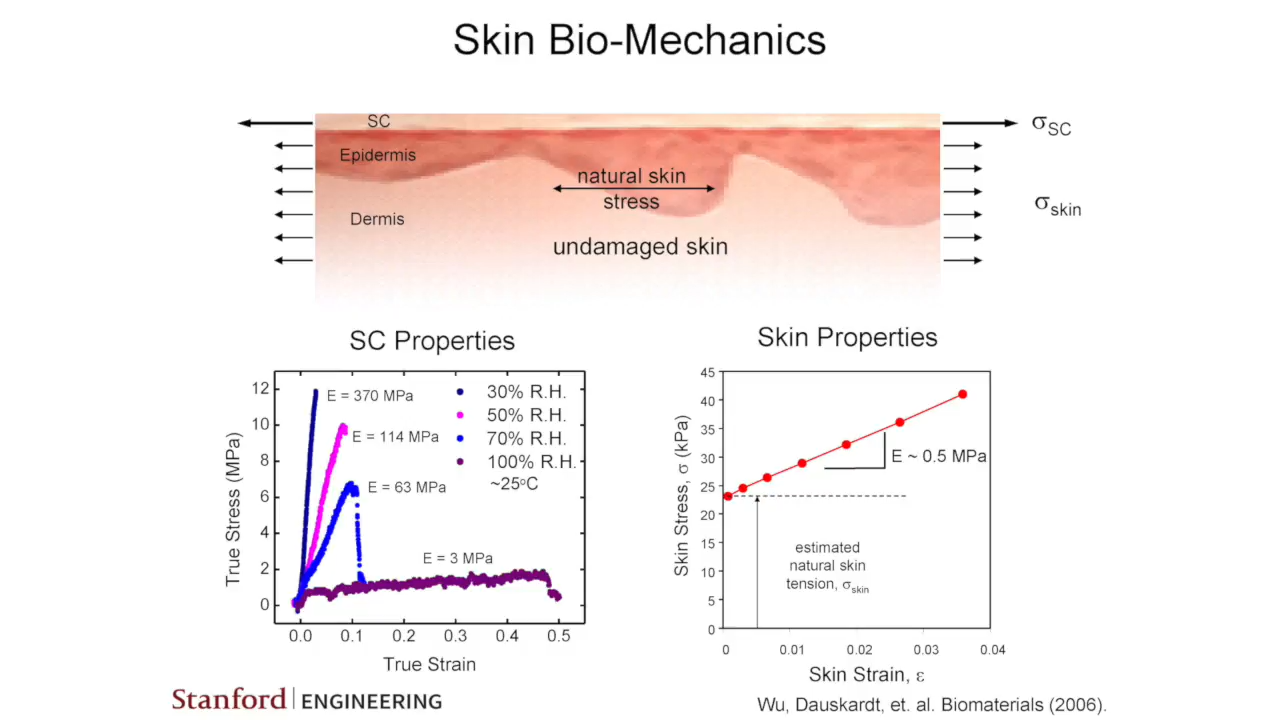 Skin Bio-Mechanics
SC
σSC
Epidermis
natural skin
stress
σskin
Dermis
undamaged skin
SC Properties
12
10
8
6
4
2
0
True Stress (MPa)
E = 370 MPa
E = 114 MPa
E = 63 MPa
E = 3 MPa
30% R.H.
50% R.H.
70% R.H.
100% R.H.
~25°C
0.0 0.1 0.2 0.3 0.4 0.5
True Strain
Skin Properties
45
40
35
30
25
20
15
10
5
0
Skin Stress, σ (kPa)
E ~ 0.5 MPa
estimated
natural skin
tension, σskin
0 0.01 0.02 0.03 0.04
Skin Strain, ε
Stanford ENGINEERING
Wu, Dauskardt, et. al. Biomaterials (2006).